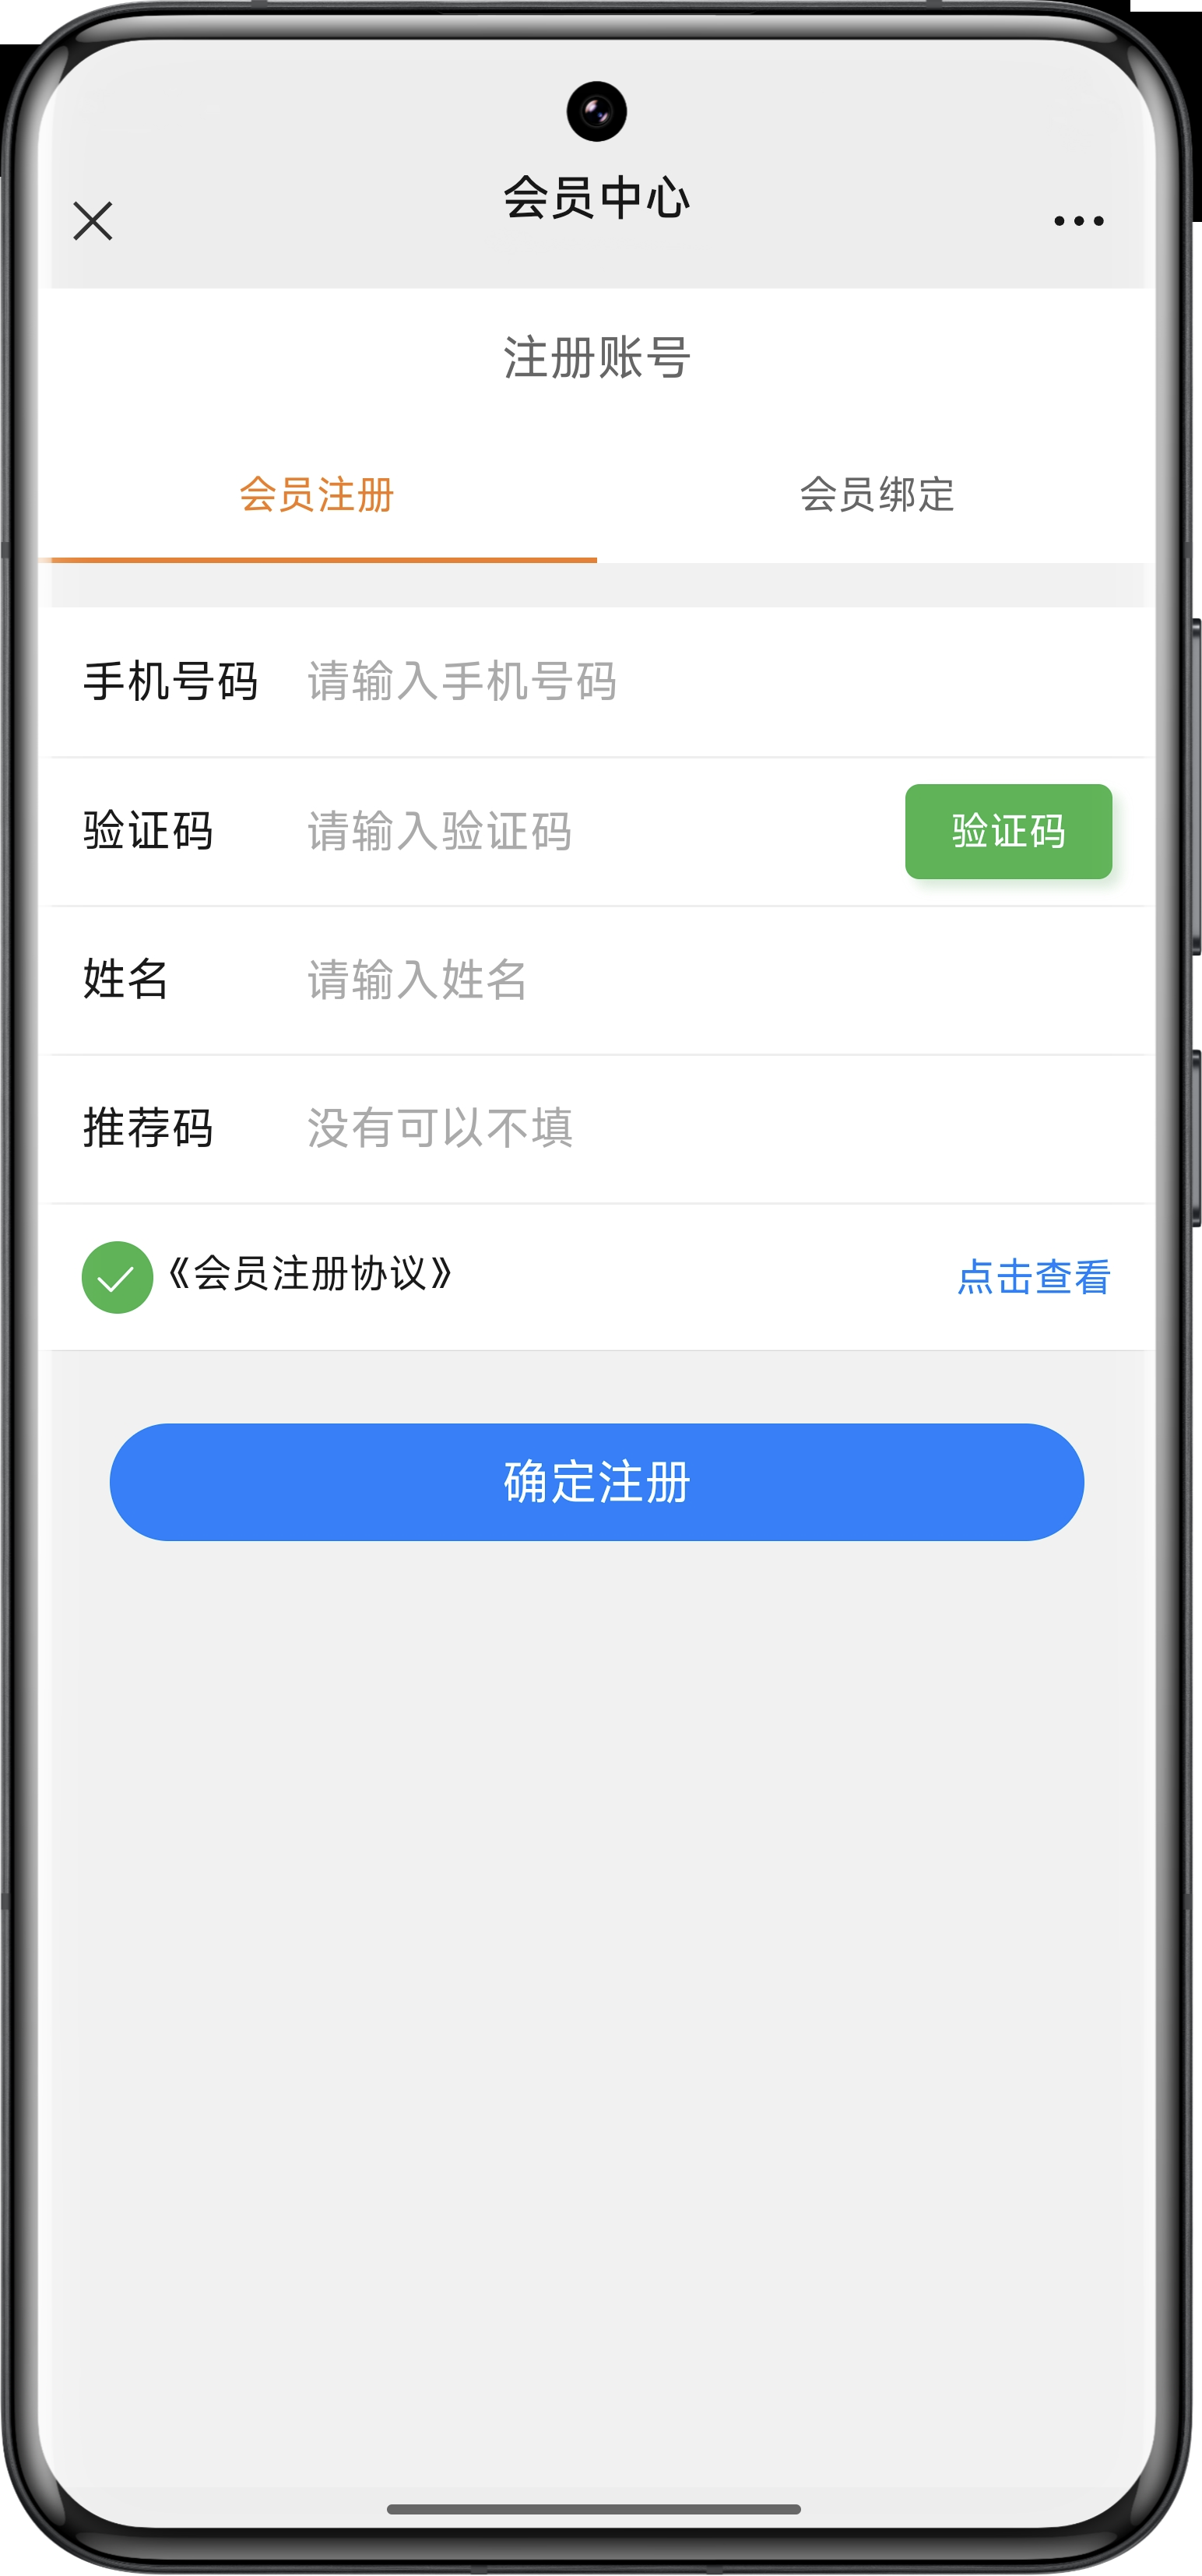 会员中心
注册账号
会员注册 会员绑定
手机号码 请输入手机号码
验证码 请输入验证码 验证码
姓名 请输入姓名
推荐码 没有可以不填
《会员注册协议》 点击查看
确定注册